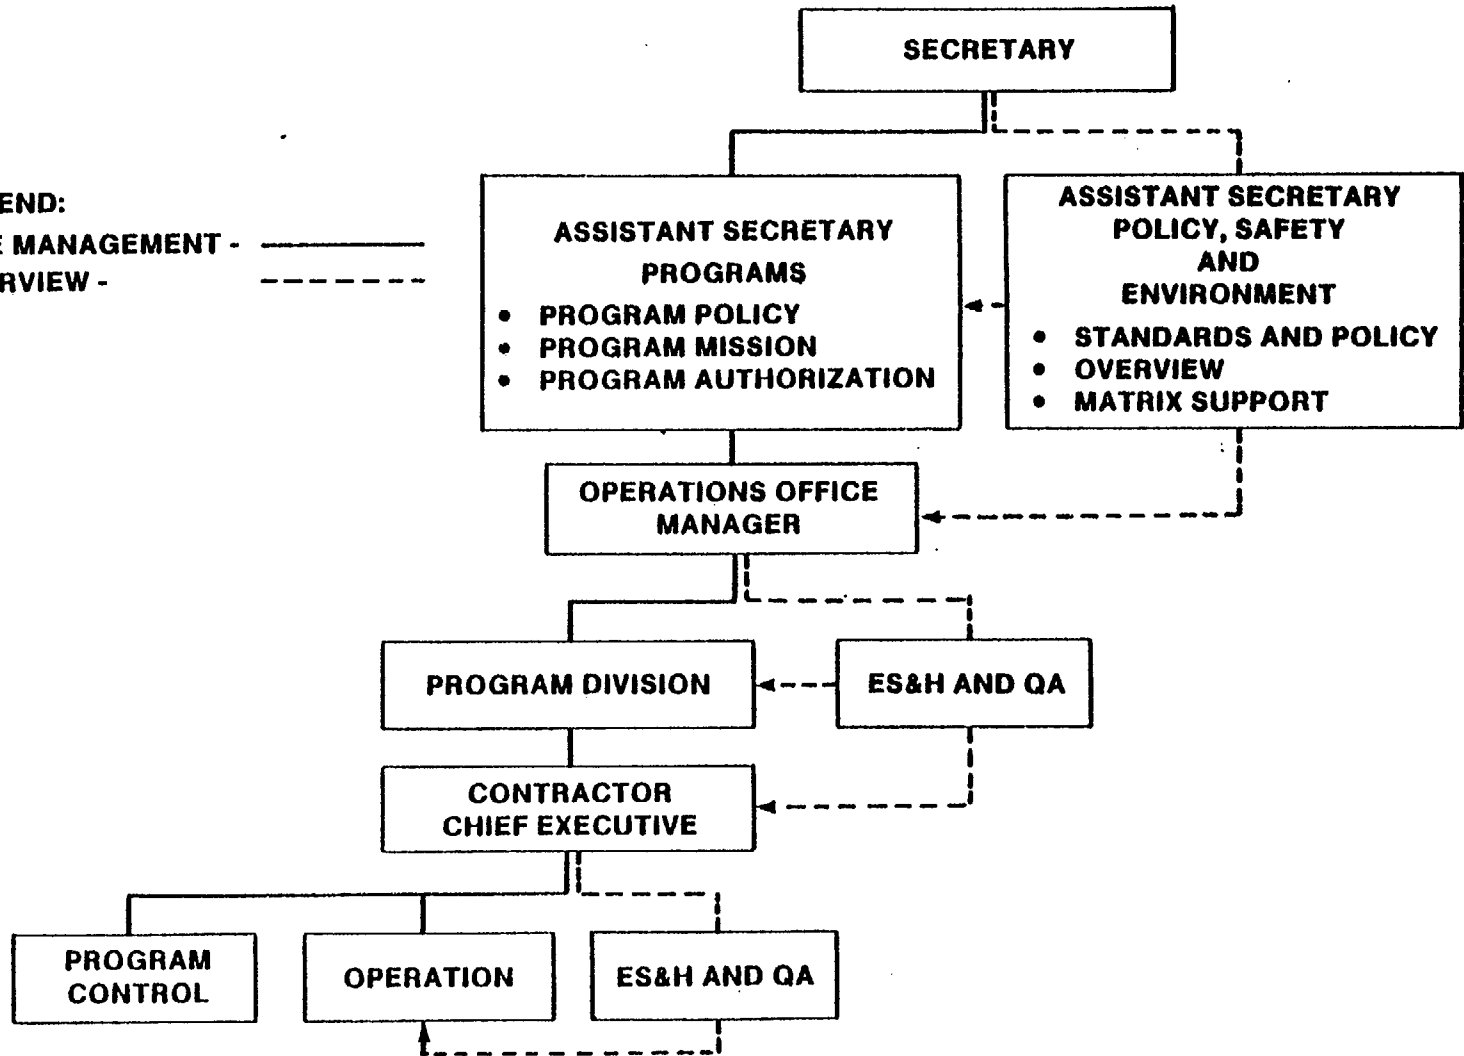 SECRETARY
END:
E MANAGEMENT -
RVIEW -
ASSISTANT SECRETARY
PROGRAMS
• PROGRAM POLICY
• PROGRAM MISSION
• PROGRAM AUTHORIZATION
ASSISTANT SECRETARY
POLICY, SAFETY
AND
ENVIRONMENT
• STANDARDS AND POLICY
• OVERVIEW
• MATRIX SUPPORT
OPERATIONS OFFICE
MANAGER
PROGRAM DIVISION
ES&H AND QA
CONTRACTOR
CHIEF EXECUTIVE
PROGRAM
CONTROL
OPERATION
ES&H AND QA